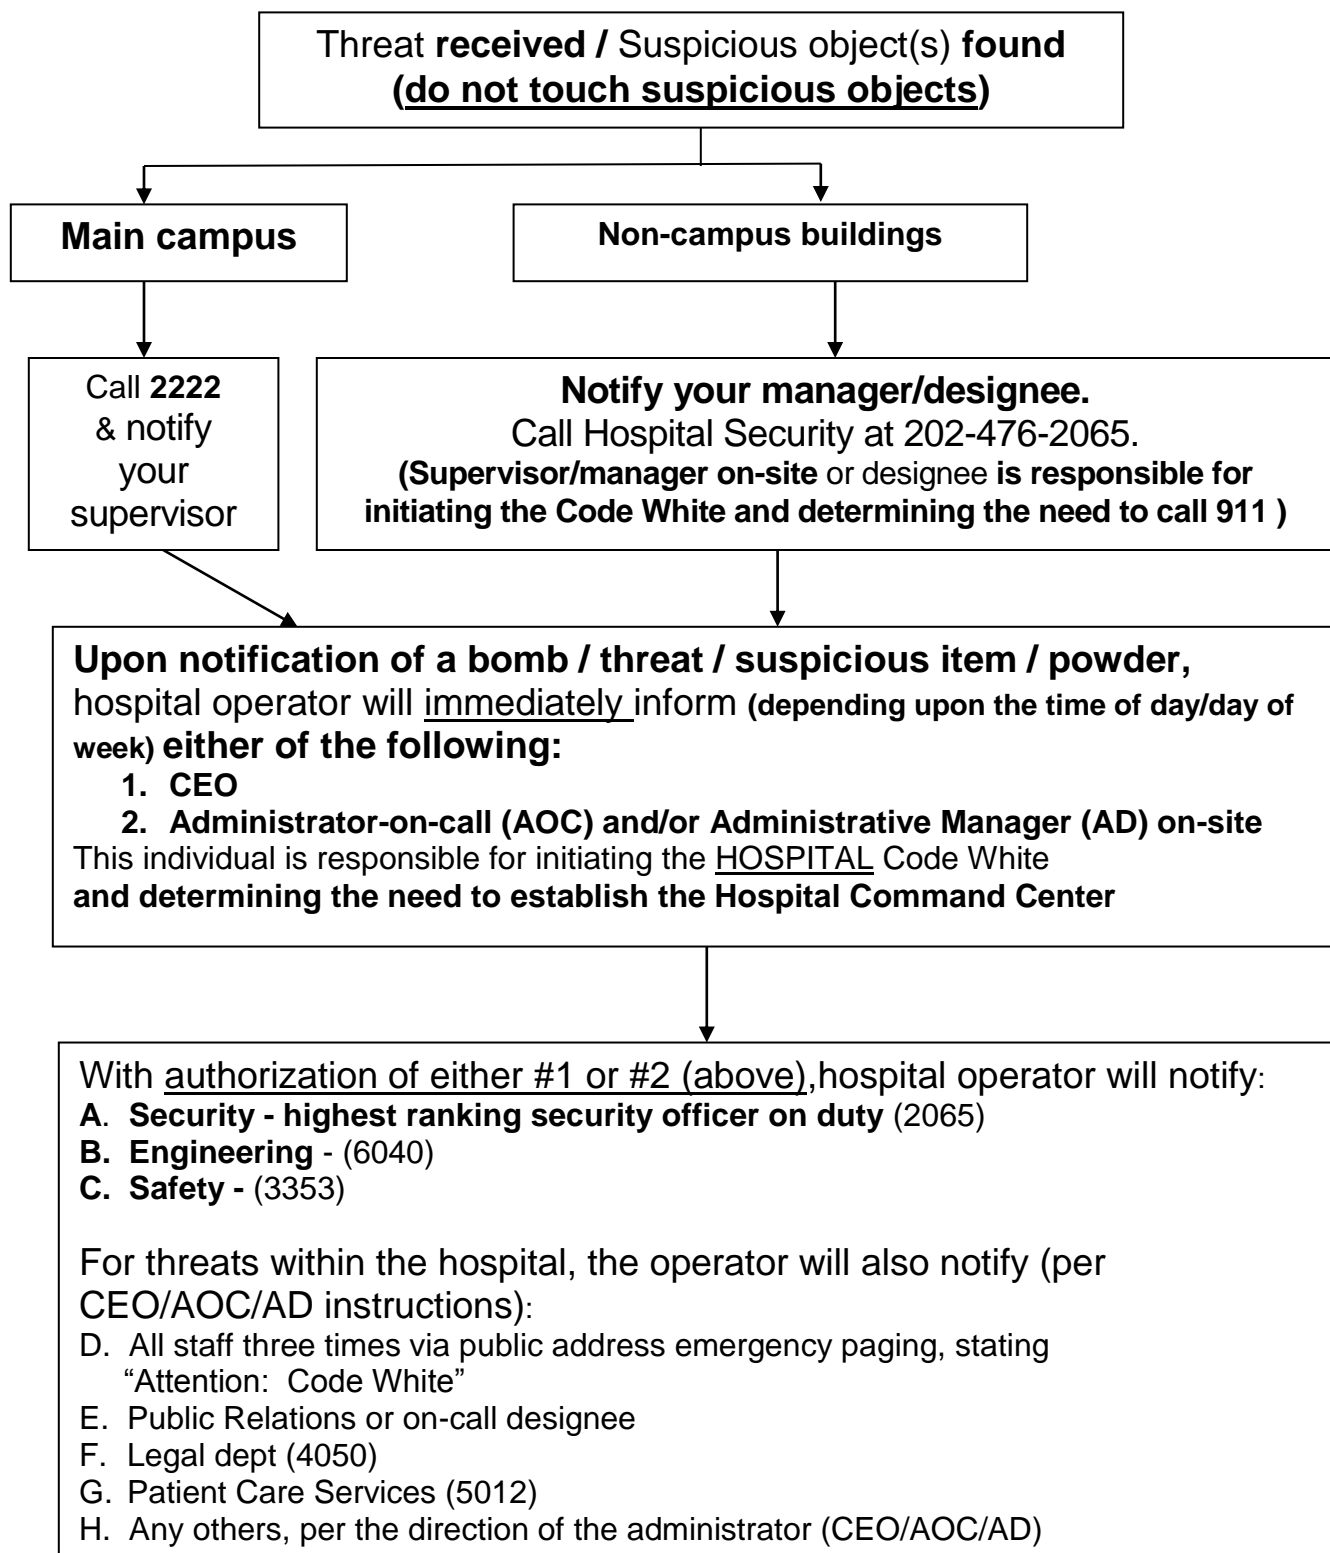 Threat received / Suspicious object(s) found
(do not touch suspicious objects)
Main campus
Non-campus buildings
Call 2222
& notify
your
supervisor
Notify your manager/designee.
Call Hospital Security at 202-476-2065.
(Supervisor/manager on-site or designee is responsible for
initiating the Code White and determining the need to call 911 )
Upon notification of a bomb / threat / suspicious item / powder,
hospital operator will immediately inform (depending upon the time of day/day of
week) either of the following:
1. CEO
2. Administrator-on-call (AOC) and/or Administrative Manager (AD) on-site
This individual is responsible for initiating the HOSPITAL Code White
and determining the need to establish the Hospital Command Center
With authorization of either #1 or #2 (above),hospital operator will notify:
A. Security - highest ranking security officer on duty (2065)
B. Engineering - (6040)
C. Safety - (3353)
For threats within the hospital, the operator will also notify (per
CEO/AOC/AD instructions):
D. All staff three times via public address emergency paging, stating
“Attention: Code White”
E. Public Relations or on-call designee
F. Legal dept (4050)
G. Patient Care Services (5012)
H. Any others, per the direction of the administrator (CEO/AOC/AD)